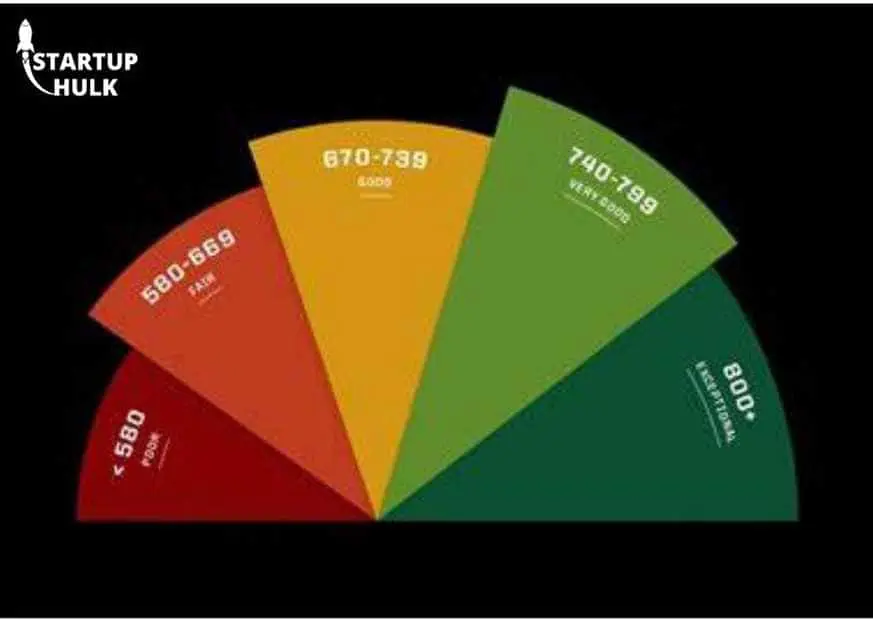 STARTUP
HULK
< 580
POOR
580-669
FAIR
670-739
GOOD
740-799
VERY GOOD
800+
EXCEPTIONAL